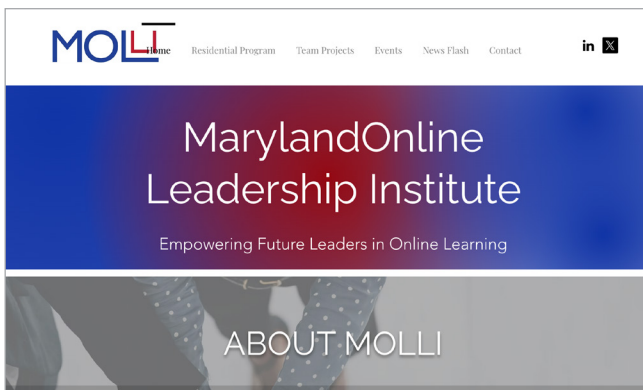 MOLLI
Home Residential Program Team Projects Events News Flash Contact
in X
MarylandOnline
Leadership Institute
Empowering Future Leaders in Online Learning
ABOUT MOLLI